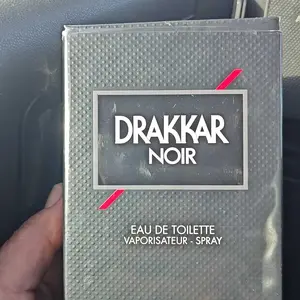 DRAKKAR
NOIR
EAU DE TOILETTE
VAPORISATEUR - SPRAY